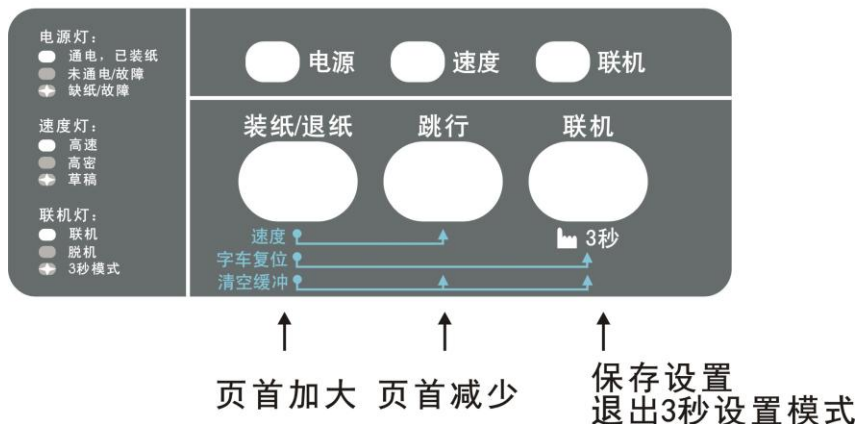 电源灯:
通电，已装纸
未通电/故障
缺纸/故障
速度灯:
高速
高密
草稿
联机灯:
联机
脱机
3秒模式
电源 速度 联机
装纸/退纸 跳行 联机
速度 3秒
字车复位
清空缓冲
页首加大 页首减少 保存设置
退出3秒设置模式